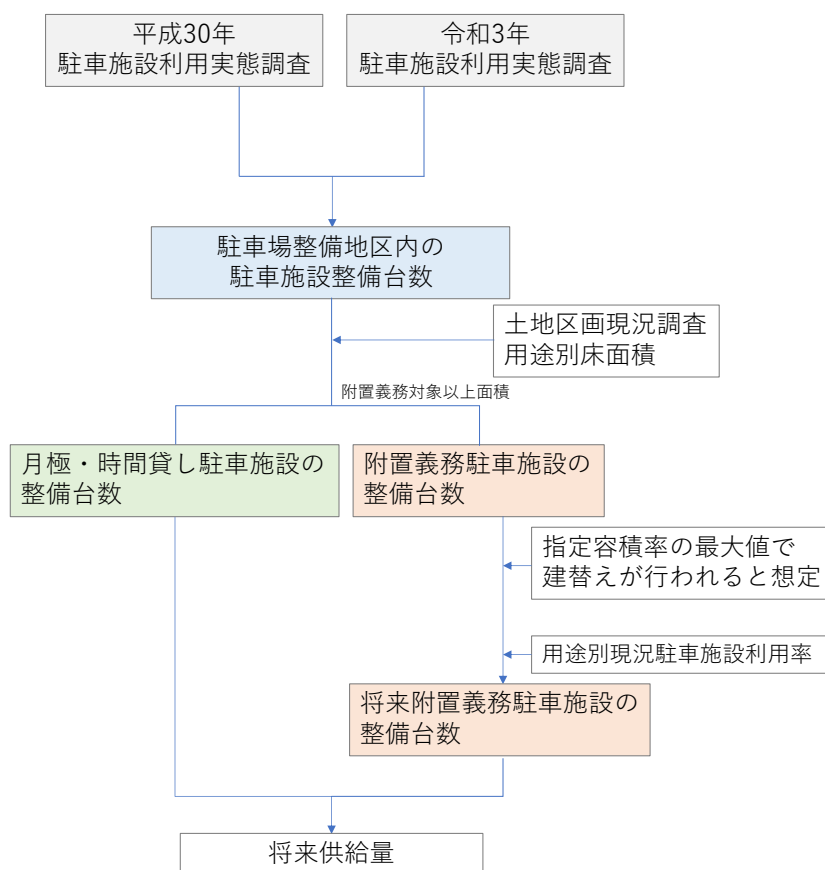 平成30年
駐車施設利用実態調査
令和3年
駐車施設利用実態調査
駐車場整備地区内の
駐車施設整備台数
土地区画現況調査
用途別床面積
附置義務対象以上面積
月極・時間貸し駐車施設の
整備台数
附置義務駐車施設の
整備台数
指定容積率の最大値で
建替えが行われると想定
用途別現況駐車施設利用率
将来附置義務駐車施設の
整備台数
将来供給量